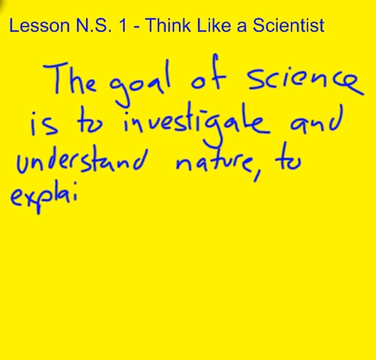 Lesson N.S. 1 - Think Like a Scientist
The goal of science
is to investigate and
understand nature, to
explai